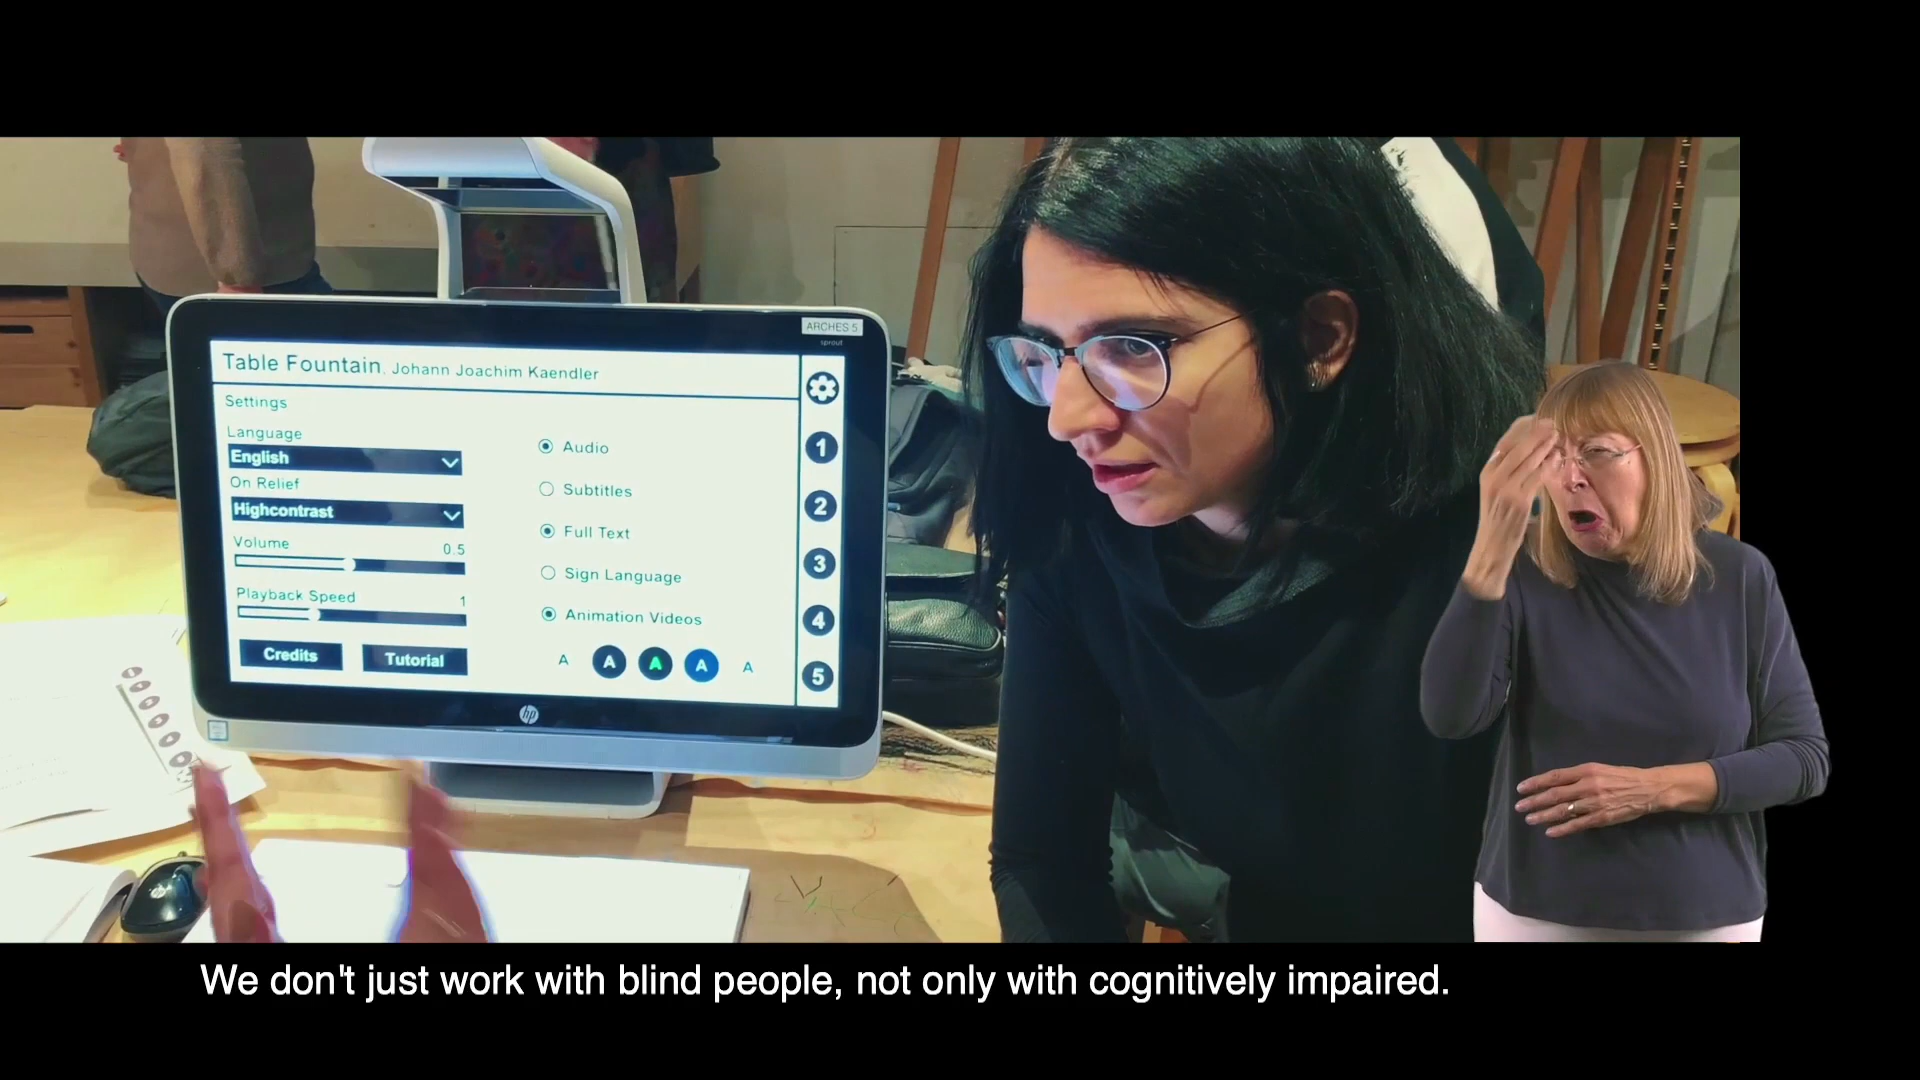 ARCHES 5
sprout
Table Fountain, Johann Joachim Kaendler
Settings
Language
English
On Relief
Highcontrast
Volume 0.5
Playback Speed 1
Credits Tutorial
Audio
Subtitles
Full Text
Sign Language
Animation Videos
A A A A A
1
2
3
4
5
hp
We don't just work with blind people, not only with cognitively impaired.